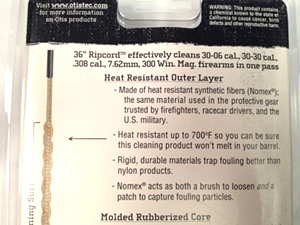 Visit www.otistec.com
for more information
on Otis products
WARNING: This product contains
a chemical known to the state of
California to cause cancer, birth
defects and other reproductive harm.
36" Ripcord™ effectively cleans 30-06 cal., 30-30 cal.,
.308 cal., 7.62mm, 300 Win. Mag. firearms in one pass
Heat Resistant Outer Layer
- Made of heat resistant synthetic fibers (Nomex®);
the same material used in the protective gear
trusted by firefighters, racecar drivers, and the
U.S. military.
- Heat resistant up to 700°F so you can be sure
this cleaning product won't melt in your barrel.
- Rigid, durable materials trap fouling better than
nylon products.
- Nomex® acts as both a brush to loosen and a
patch to capture fouling particles.
Molded Rubberized Core